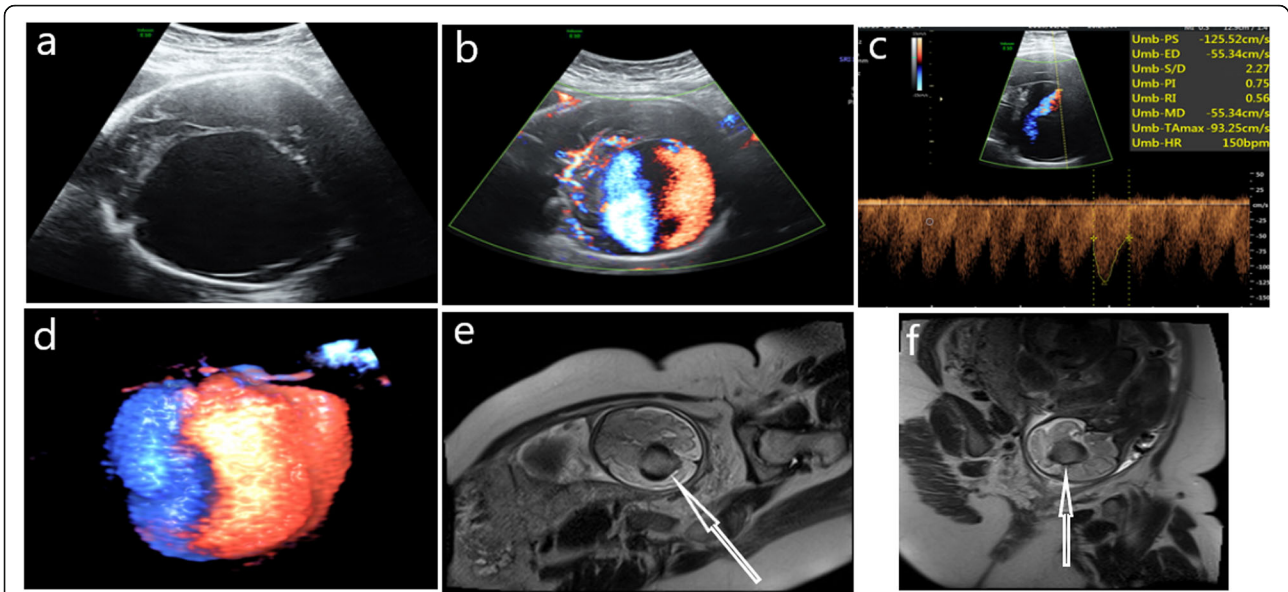 a
b
c
Umb-PS -125.52cm/s
Umb-ED -55.34cm/s
Umb-S/D 2.27
Umb-PI 0.75
Umb-RI 0.56
Umb-MD -55.34cm/s
Umb-TAmax -93.25cm/s
Umb-HR 150bpm
50
25
cm/s
-25
-50
-75
-100
-125
-150
d
e
f